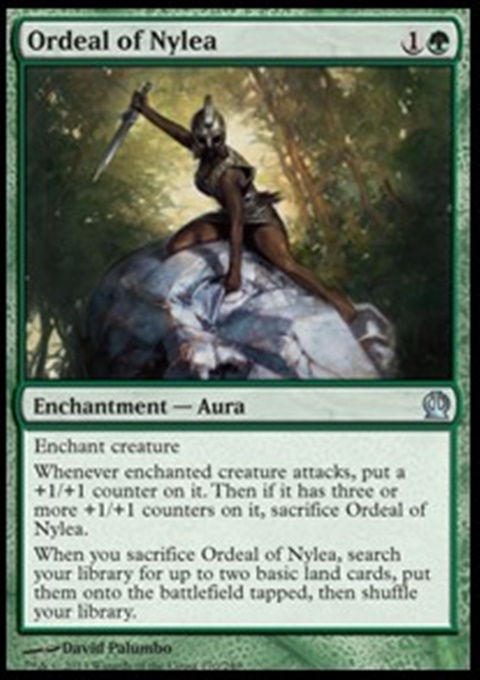 Ordeal of Nylea 1
Enchantment — Aura
Enchant creature
Whenever enchanted creature attacks, put a
+1/+1 counter on it. Then if it has three or
more +1/+1 counters on it, sacrifice Ordeal of
Nylea.
When you sacrifice Ordeal of Nylea, search
your library for up to two basic land cards, put
them onto the battlefield tapped, then shuffle
your library.
David Palumbo